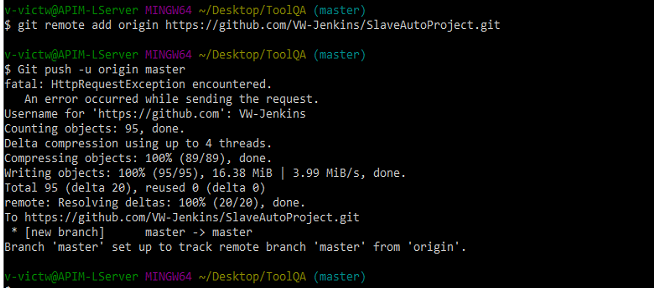 v-victw@APIM-LServer MINGW64 ~/Desktop/ToolQA (master)
$ git remote add origin https://github.com/VW-Jenkins/SlaveAutoProject.git
v-victw@APIM-LServer MINGW64 ~/Desktop/ToolQA (master)
$ Git push -u origin master
fatal: HttpRequestException encountered.
An error occurred while sending the request.
Username for 'https://github.com': VW-Jenkins
Counting objects: 95, done.
Delta compression using up to 4 threads.
Compressing objects: 100% (89/89), done.
Writing objects: 100% (95/95), 16.38 MiB | 3.99 MiB/s, done.
Total 95 (delta 20), reused 0 (delta 0)
remote: Resolving deltas: 100% (20/20), done.
To https://github.com/VW-Jenkins/SlaveAutoProject.git
* [new branch] master -> master
Branch 'master' set up to track remote branch 'master' from 'origin'.
v-victw@APIM-LServer MINGW64 ~/Desktop/ToolQA (master)